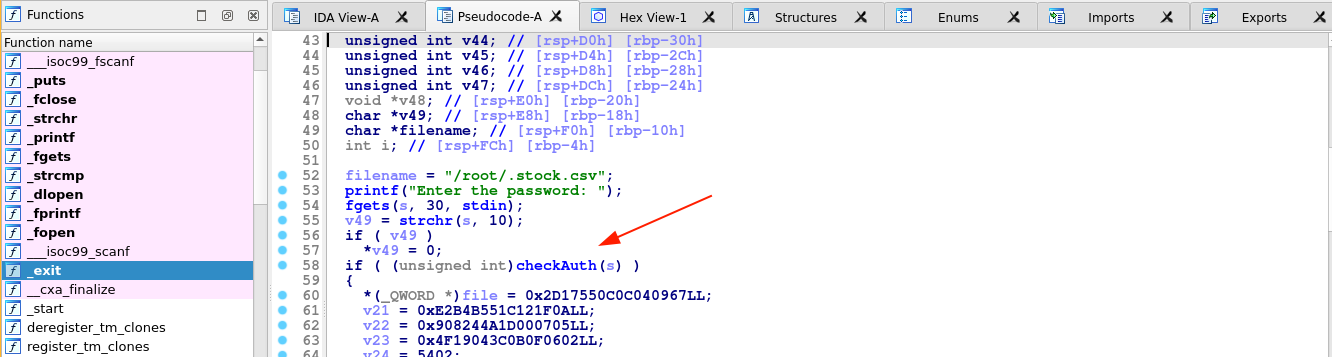 Functions
Function name
___isoc99_fscanf
_puts
_fclose
_strchr
_printf
_fgets
_strcmp
_dlopen
_fprintf
_fopen
___isoc99_scanf
_exit
__cxa_finalize
_start
deregister_tm_clones
register_tm_clones
IDA View-A
Pseudocode-A
Hex View-1
Structures
Enums
Imports
Exports
43 unsigned int v44; // [rsp+D0h] [rbp-30h]
44 unsigned int v45; // [rsp+D4h] [rbp-2Ch]
45 unsigned int v46; // [rsp+D8h] [rbp-28h]
46 unsigned int v47; // [rsp+DCh] [rbp-24h]
47 void *v48; // [rsp+E0h] [rbp-20h]
48 char *v49; // [rsp+E8h] [rbp-18h]
49 char *filename; // [rsp+F0h] [rbp-10h]
50 int i; // [rsp+FCh] [rbp-4h]
51
52 filename = "/root/.stock.csv";
53 printf("Enter the password: ");
54 fgets(s, 30, stdin);
55 v49 = strchr(s, 10);
56 if ( v49 )
57 *v49 = 0;
58 if ( (unsigned int)checkAuth(s) )
59 {
60 *(_QWORD *)file = 0x2D17550C0C040967LL;
61 v21 = 0xE2B4B551C121F0ALL;
62 v22 = 0x908244A1D000705LL;
63 v23 = 0x4F19043C0B0F0602LL;
64 v24 = 5402;